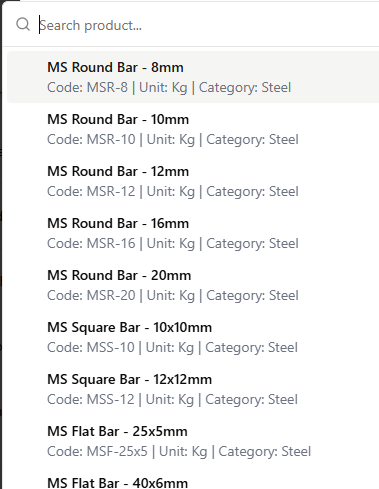 Search product...
MS Round Bar - 8mm
Code: MSR-8 | Unit: Kg | Category: Steel
MS Round Bar - 10mm
Code: MSR-10 | Unit: Kg | Category: Steel
MS Round Bar - 12mm
Code: MSR-12 | Unit: Kg | Category: Steel
MS Round Bar - 16mm
Code: MSR-16 | Unit: Kg | Category: Steel
MS Round Bar - 20mm
Code: MSR-20 | Unit: Kg | Category: Steel
MS Square Bar - 10x10mm
Code: MSS-10 | Unit: Kg | Category: Steel
MS Square Bar - 12x12mm
Code: MSS-12 | Unit: Kg | Category: Steel
MS Flat Bar - 25x5mm
Code: MSF-25x5 | Unit: Kg | Category: Steel
MS Flat Bar - 40x6mm